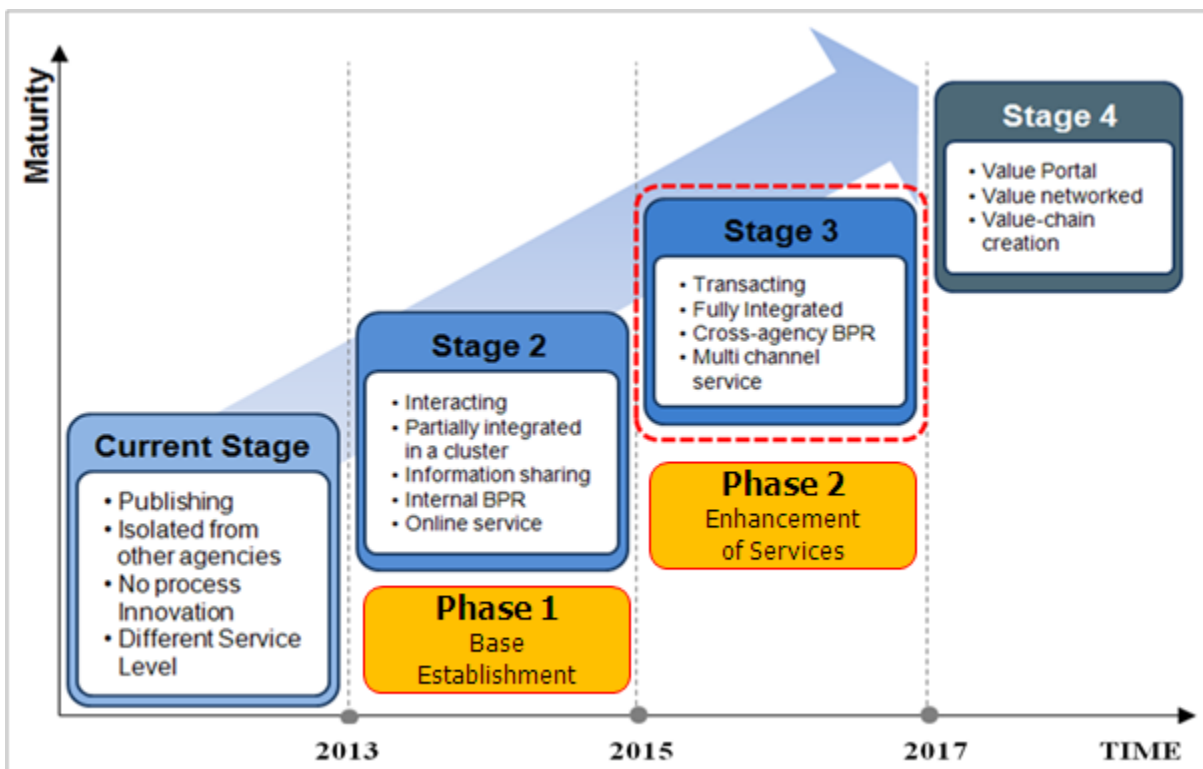 Maturity
Stage 4
• Value Portal
• Value networked
• Value-chain
creation
Stage 3
• Transacting
• Fully Integrated
• Cross-agency BPR
• Multi channel
service
Stage 2
• Interacting
• Partially integrated
in a cluster
• Information sharing
• Internal BPR
• Online service
Current Stage
• Publishing
• Isolated from
other agencies
• No process
Innovation
• Different Service
Level
Phase 2
Enhancement
of Services
Phase 1
Base
Establishment
2013
2015
2017
TIME